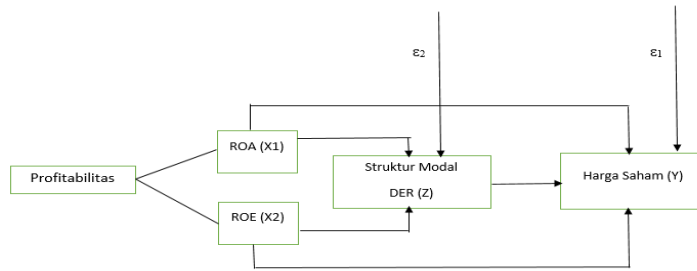 ε2
ε1
ROA (X1)
Struktur Modal
DER (Z)
Harga Saham (Y)
Profitabilitas
ROE (X2)